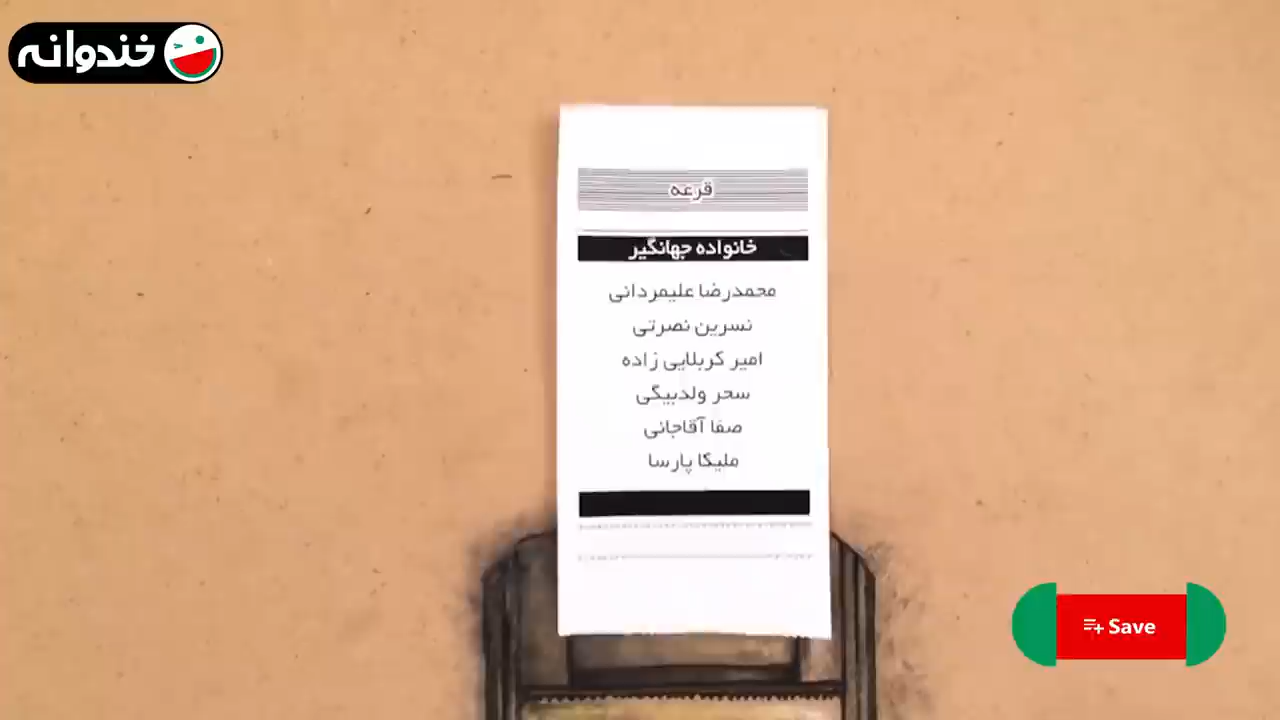 خندوانه
قرعه
خانواده جهانگیر
محمدرضا علیمردانی
نسرین نصرتی
امیر کربلایی زاده
سحر ولدبیگی
صفا آقاجانی
ملیکا پارسا
Save